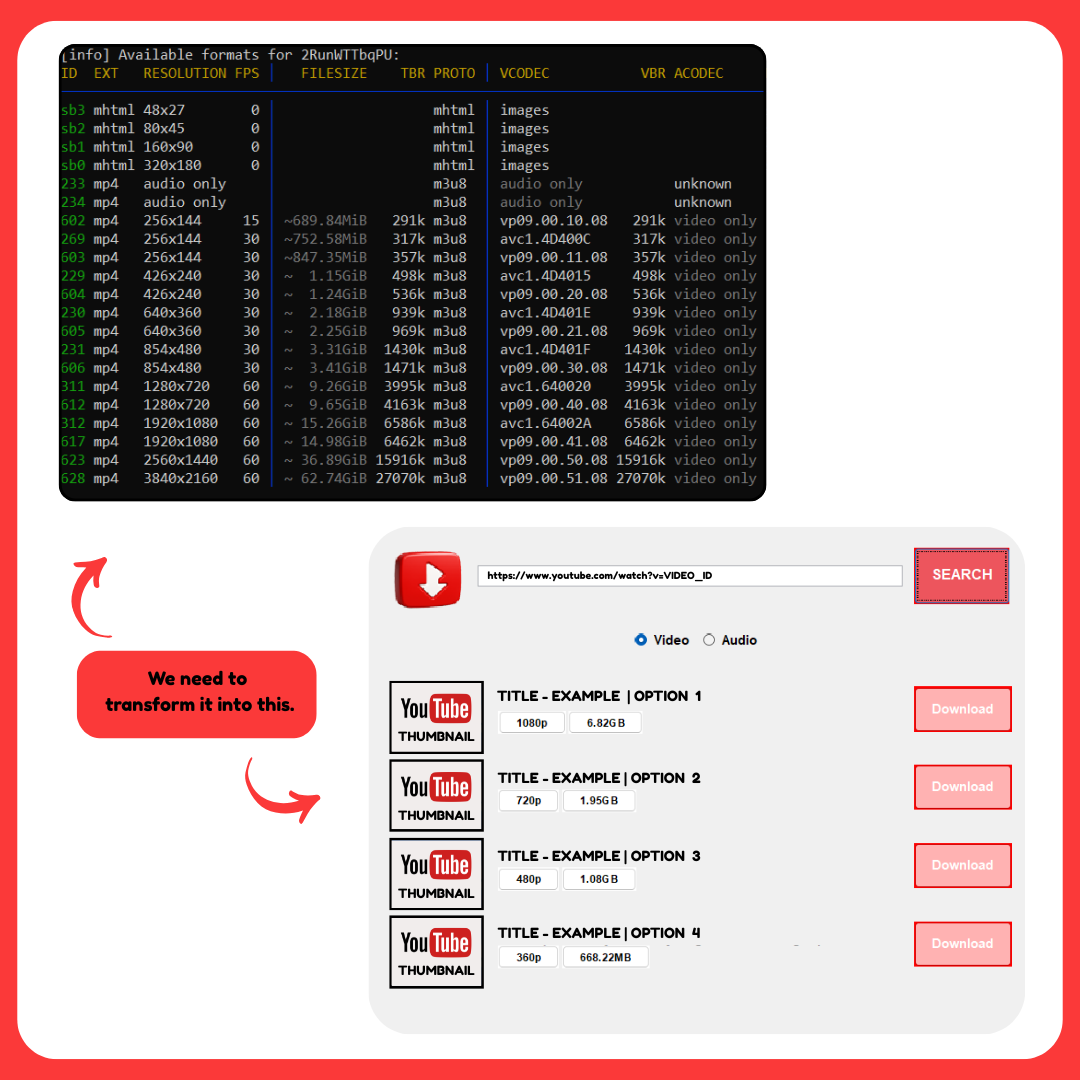 [info] Available formats for 2RunWTTbqPU:
ID EXT RESOLUTION FPS │ FILESIZE TBR PROTO │ VCODEC VBR ACODEC
sb3 mhtml 48x27 0 │ mhtml │ images
sb2 mhtml 80x45 0 │ mhtml │ images
sb1 mhtml 160x90 0 │ mhtml │ images
sb0 mhtml 320x180 0 │ mhtml │ images
233 mp4 audio only │ m3u8 │ audio only unknown
234 mp4 audio only │ m3u8 │ audio only unknown
602 mp4 256x144 15 │ ~689.84MiB 291k m3u8 │ vp09.00.10.08 291k video only
269 mp4 256x144 30 │ ~752.58MiB 317k m3u8 │ avc1.4D400C 317k video only
603 mp4 256x144 30 │ ~847.35MiB 357k m3u8 │ vp09.00.11.08 357k video only
229 mp4 426x240 30 │ ~ 1.15GiB 498k m3u8 │ avc1.4D4015 498k video only
604 mp4 426x240 30 │ ~ 1.24GiB 536k m3u8 │ vp09.00.20.08 536k video only
230 mp4 640x360 30 │ ~ 2.18GiB 939k m3u8 │ avc1.4D401E 939k video only
605 mp4 640x360 30 │ ~ 2.25GiB 969k m3u8 │ vp09.00.21.08 969k video only
231 mp4 854x480 30 │ ~ 3.31GiB 1430k m3u8 │ avc1.4D401F 1430k video only
606 mp4 854x480 30 │ ~ 3.41GiB 1471k m3u8 │ vp09.00.30.08 1471k video only
311 mp4 1280x720 60 │ ~ 9.26GiB 3995k m3u8 │ avc1.640020 3995k video only
612 mp4 1280x720 60 │ ~ 9.65GiB 4163k m3u8 │ vp09.00.40.08 4163k video only
312 mp4 1920x1080 60 │ ~ 15.26GiB 6586k m3u8 │ avc1.64002A 6586k video only
617 mp4 1920x1080 60 │ ~ 14.98GiB 6462k m3u8 │ vp09.00.41.08 6462k video only
623 mp4 2560x1440 60 │ ~ 36.89GiB 15916k m3u8 │ vp09.00.50.08 15916k video only
628 mp4 3840x2160 60 │ ~ 62.74GiB 27070k m3u8 │ vp09.00.51.08 27070k video only
We need to
transform it into this.
https://www.youtube.com/watch?v=VIDEO_ID
SEARCH
Video Audio
YouTube
THUMBNAIL
TITLE - EXAMPLE | OPTION 1
1080p 6.82GB
Download
YouTube
THUMBNAIL
TITLE - EXAMPLE | OPTION 2
720p 1.95GB
Download
YouTube
THUMBNAIL
TITLE - EXAMPLE | OPTION 3
480p 1.08GB
Download
YouTube
THUMBNAIL
TITLE - EXAMPLE | OPTION 4
360p 668.22MB
Download